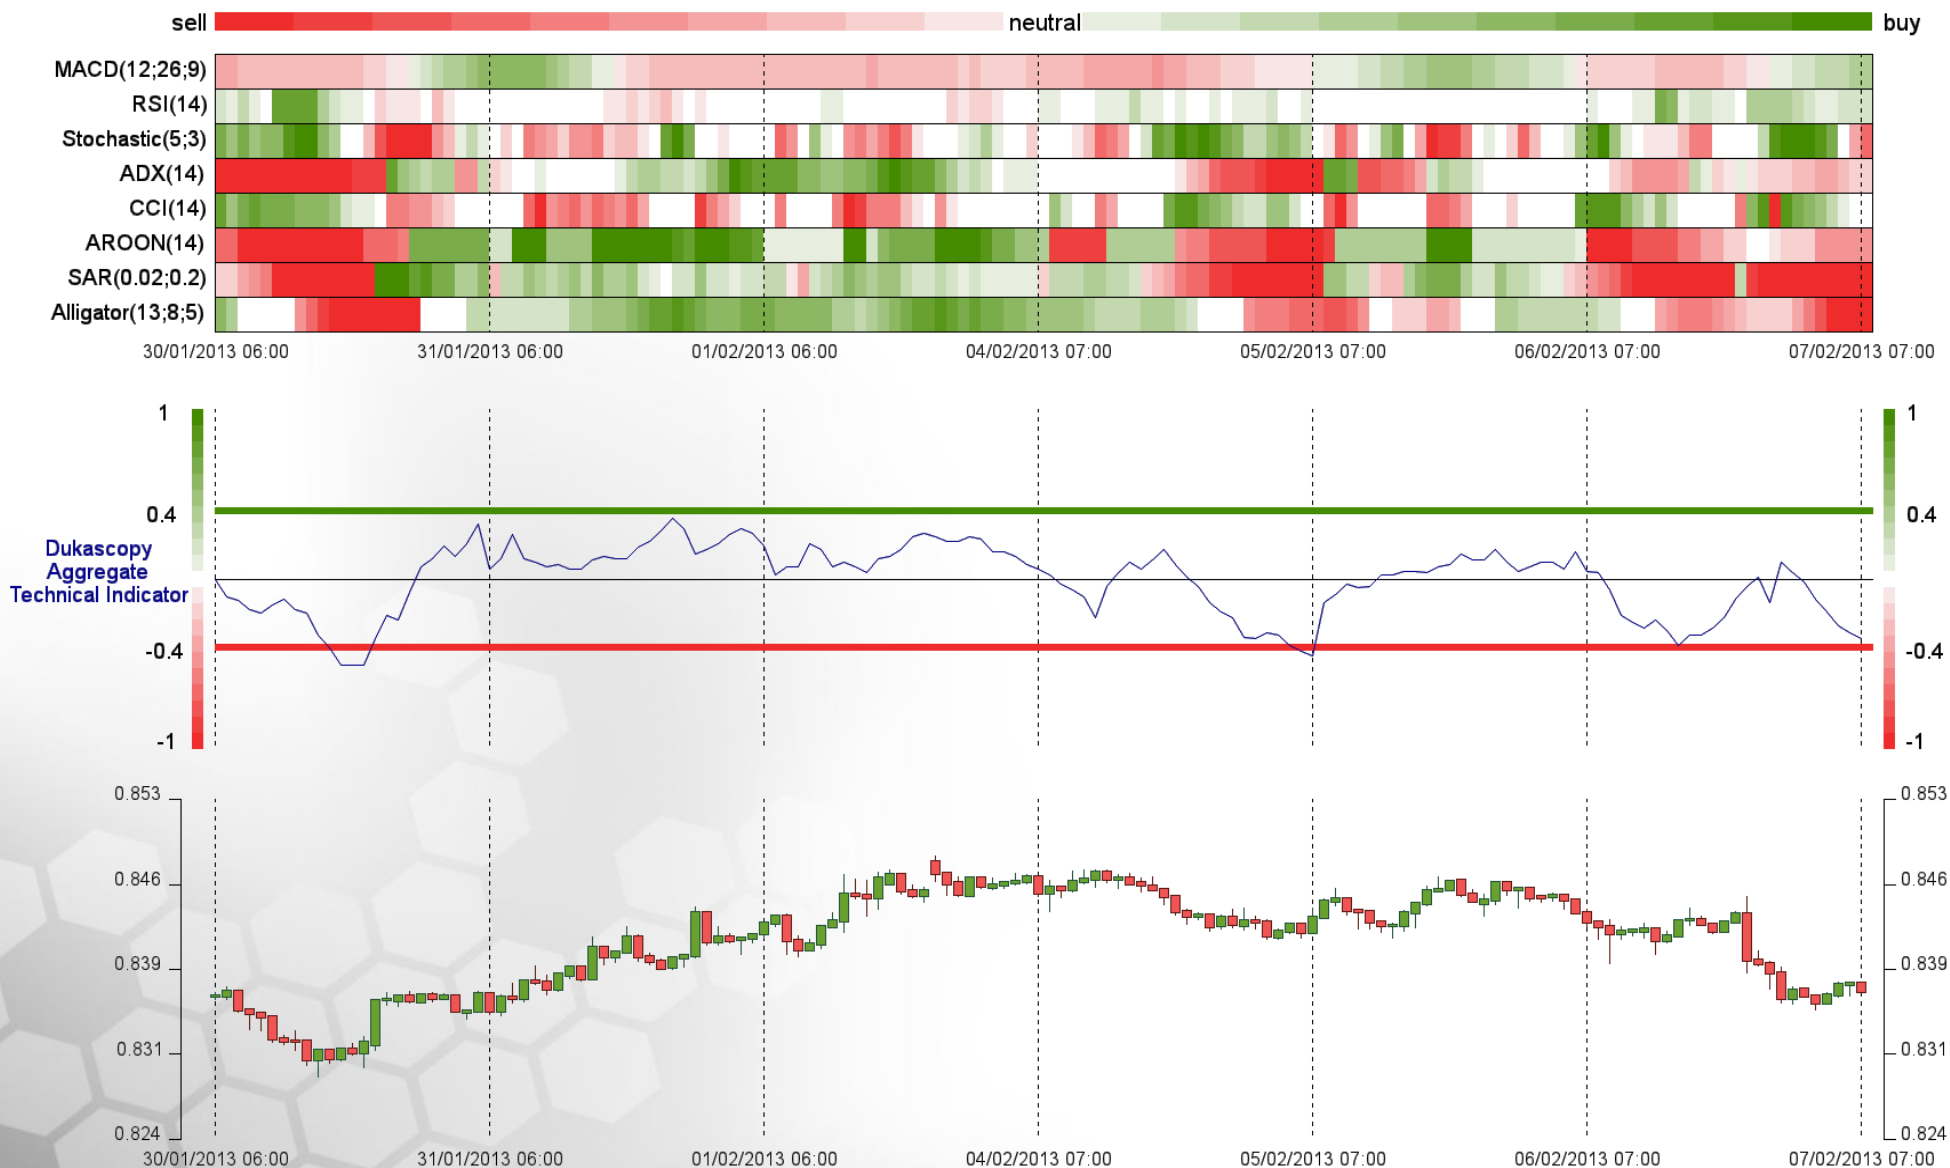 sell neutral buy
MACD(12;26;9)
RSI(14)
Stochastic(5;3)
ADX(14)
CCI(14)
AROON(14)
SAR(0.02;0.2)
Alligator(13;8;5)
30/01/2013 06:00 31/01/2013 06:00 01/02/2013 06:00 04/02/2013 07:00 05/02/2013 07:00 06/02/2013 07:00 07/02/2013 07:00
1 1
0.4 0.4
Dukascopy
Aggregate
Technical Indicator
-0.4 -0.4
-1 -1
0.853 0.853
0.846 0.846
0.839 0.839
0.831 0.831
0.824 0.824
30/01/2013 06:00 31/01/2013 06:00 01/02/2013 06:00 04/02/2013 07:00 05/02/2013 07:00 06/02/2013 07:00 07/02/2013 07:00